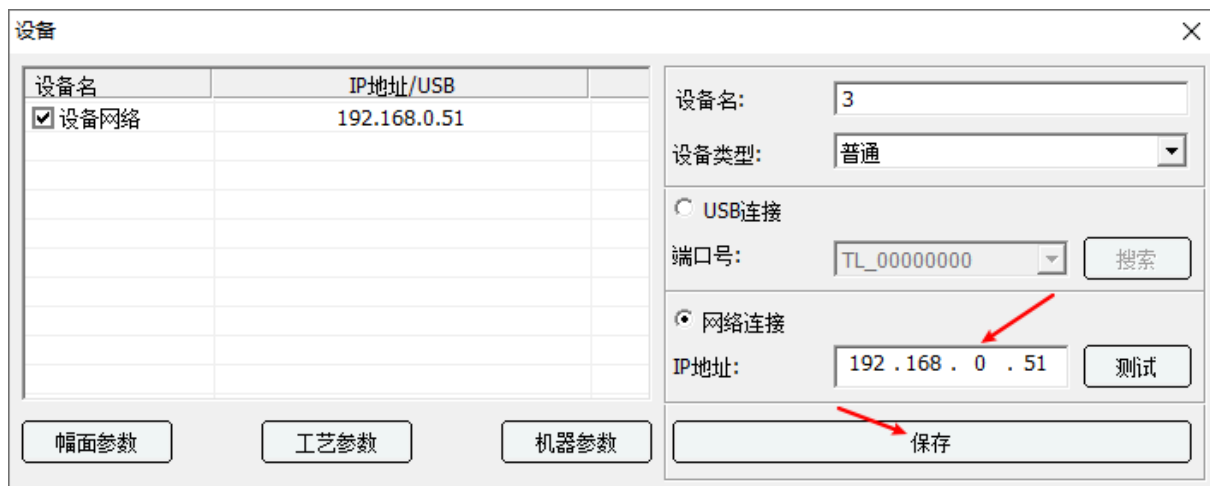 设备
设备名 IP地址/USB
设备网络 192.168.0.51
设备名: 3
设备类型: 普通
USB连接
端口号: TL_00000000 搜索
网络连接
IP地址: 192 . 168 . 0 . 51 测试
幅面参数 工艺参数 机器参数 保存